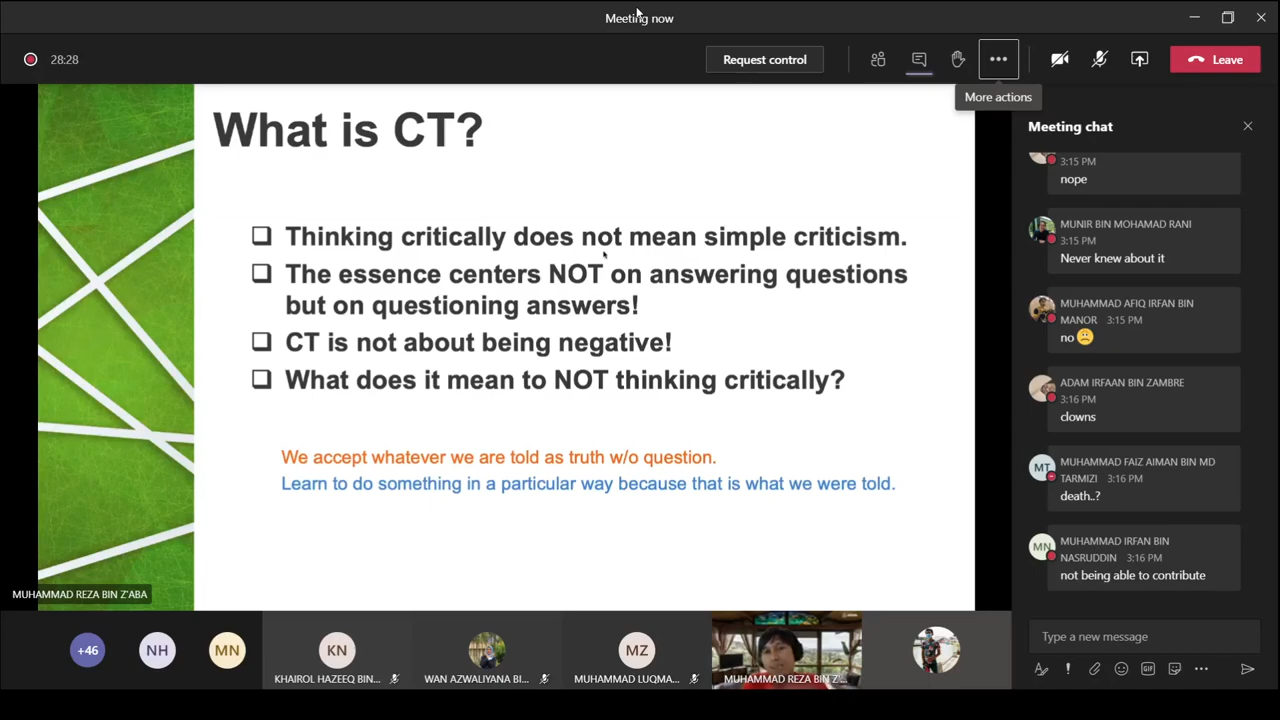 Meeting now
28:28
Request control
Leave
More actions
What is CT?
Thinking critically does not mean simple criticism.
The essence centers NOT on answering questions
but on questioning answers!
CT is not about being negative!
What does it mean to NOT thinking critically?
We accept whatever we are told as truth w/o question.
Learn to do something in a particular way because that is what we were told.
MUHAMMAD REZA BIN Z'ABA
Meeting chat
3:15 PM
nope
MUNIR BIN MOHAMAD RANI
3:15 PM
Never knew about it
MUHAMMAD AFIQ IRFAN BIN
MANOR 3:15 PM
no 🙁
ADAM IRFAAN BIN ZAMBRE
3:16 PM
clowns
MT
MUHAMMAD FAIZ AIMAN BIN MD
TARMIZI 3:16 PM
death..?
MN
MUHAMMAD IRFAN BIN
NASRUDDIN 3:16 PM
not being able to contribute
Type a new message
GIF
+46
NH
MN
KN
KHAIROL HAZEEQ BIN...
WAN AZWALIYANA BI...
MZ
MUHAMMAD LUQMA...
MUHAMMAD REZA BIN Z'...